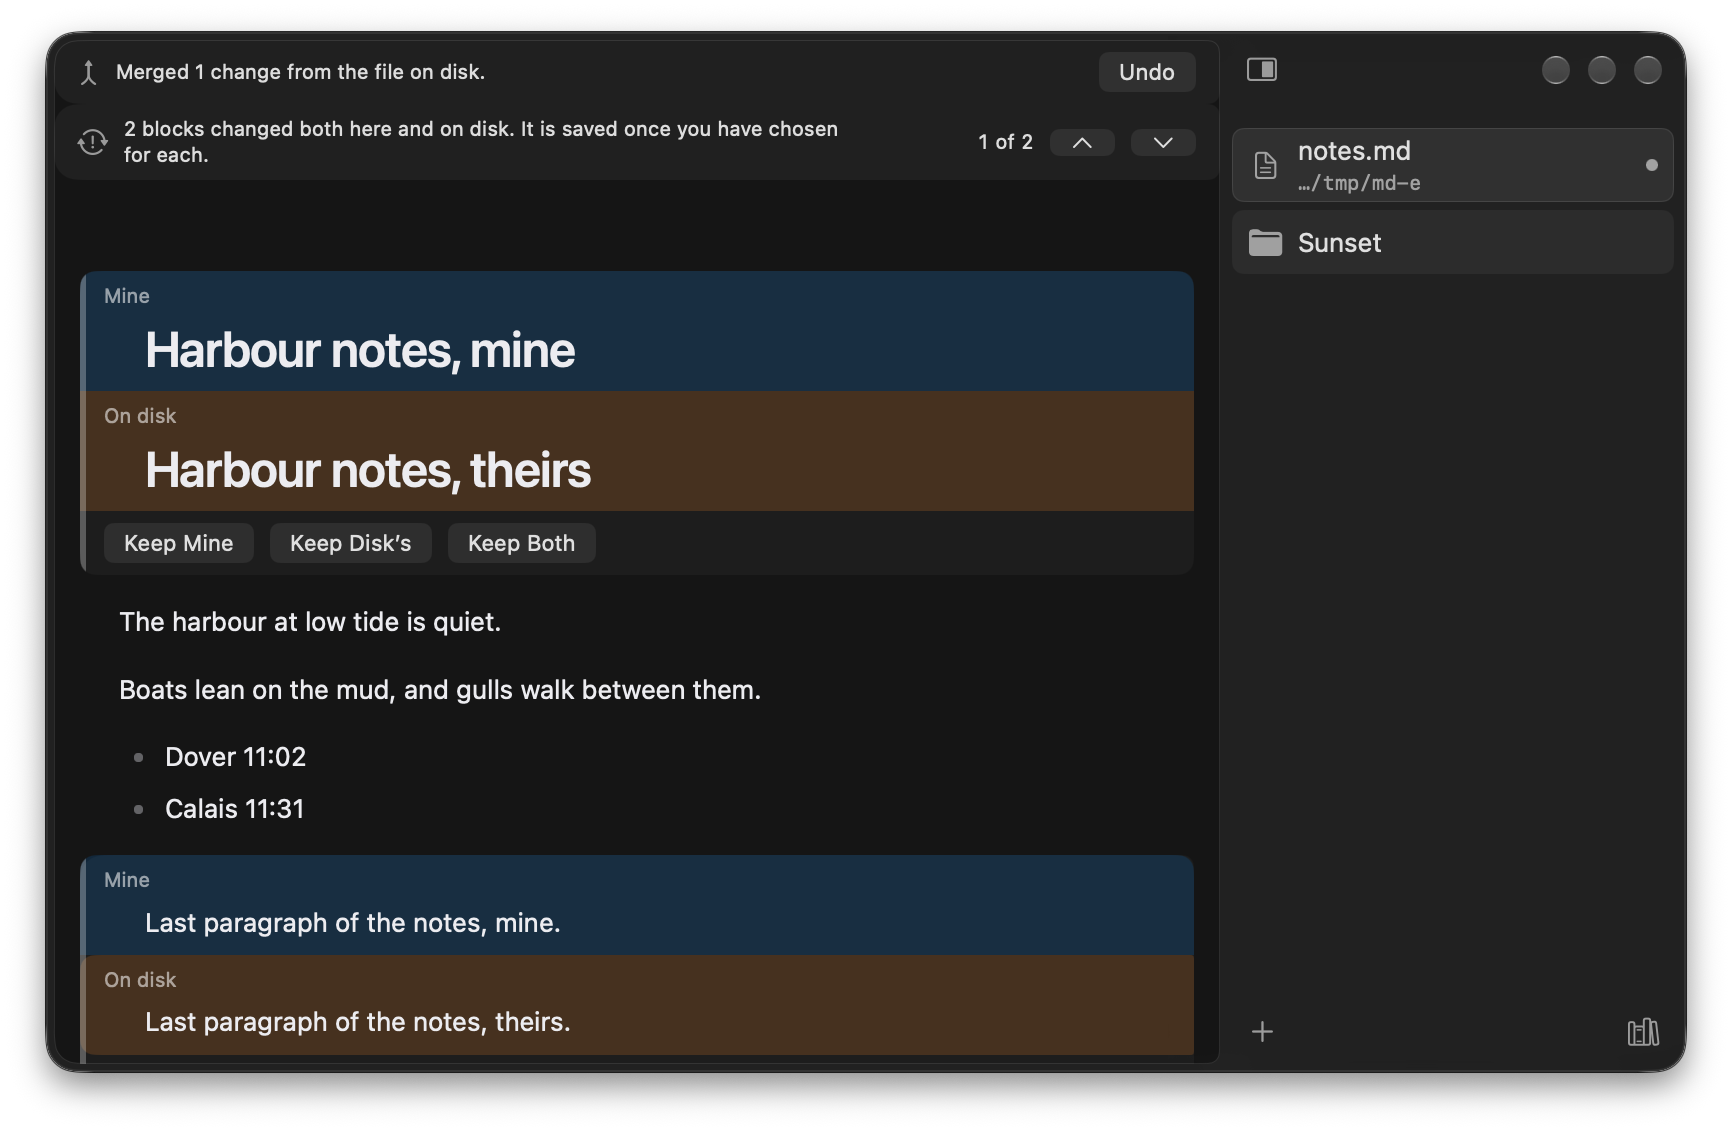 Merged 1 change from the file on disk.
Undo
2 blocks changed both here and on disk. It is saved once you have chosen
for each.
1 of 2
Mine
Harbour notes, mine
On disk
Harbour notes, theirs
Keep Mine
Keep Disk’s
Keep Both
The harbour at low tide is quiet.
Boats lean on the mud, and gulls walk between them.
• Dover 11:02
• Calais 11:31
Mine
Last paragraph of the notes, mine.
On disk
Last paragraph of the notes, theirs.
notes.md
…/tmp/md-e
Sunset